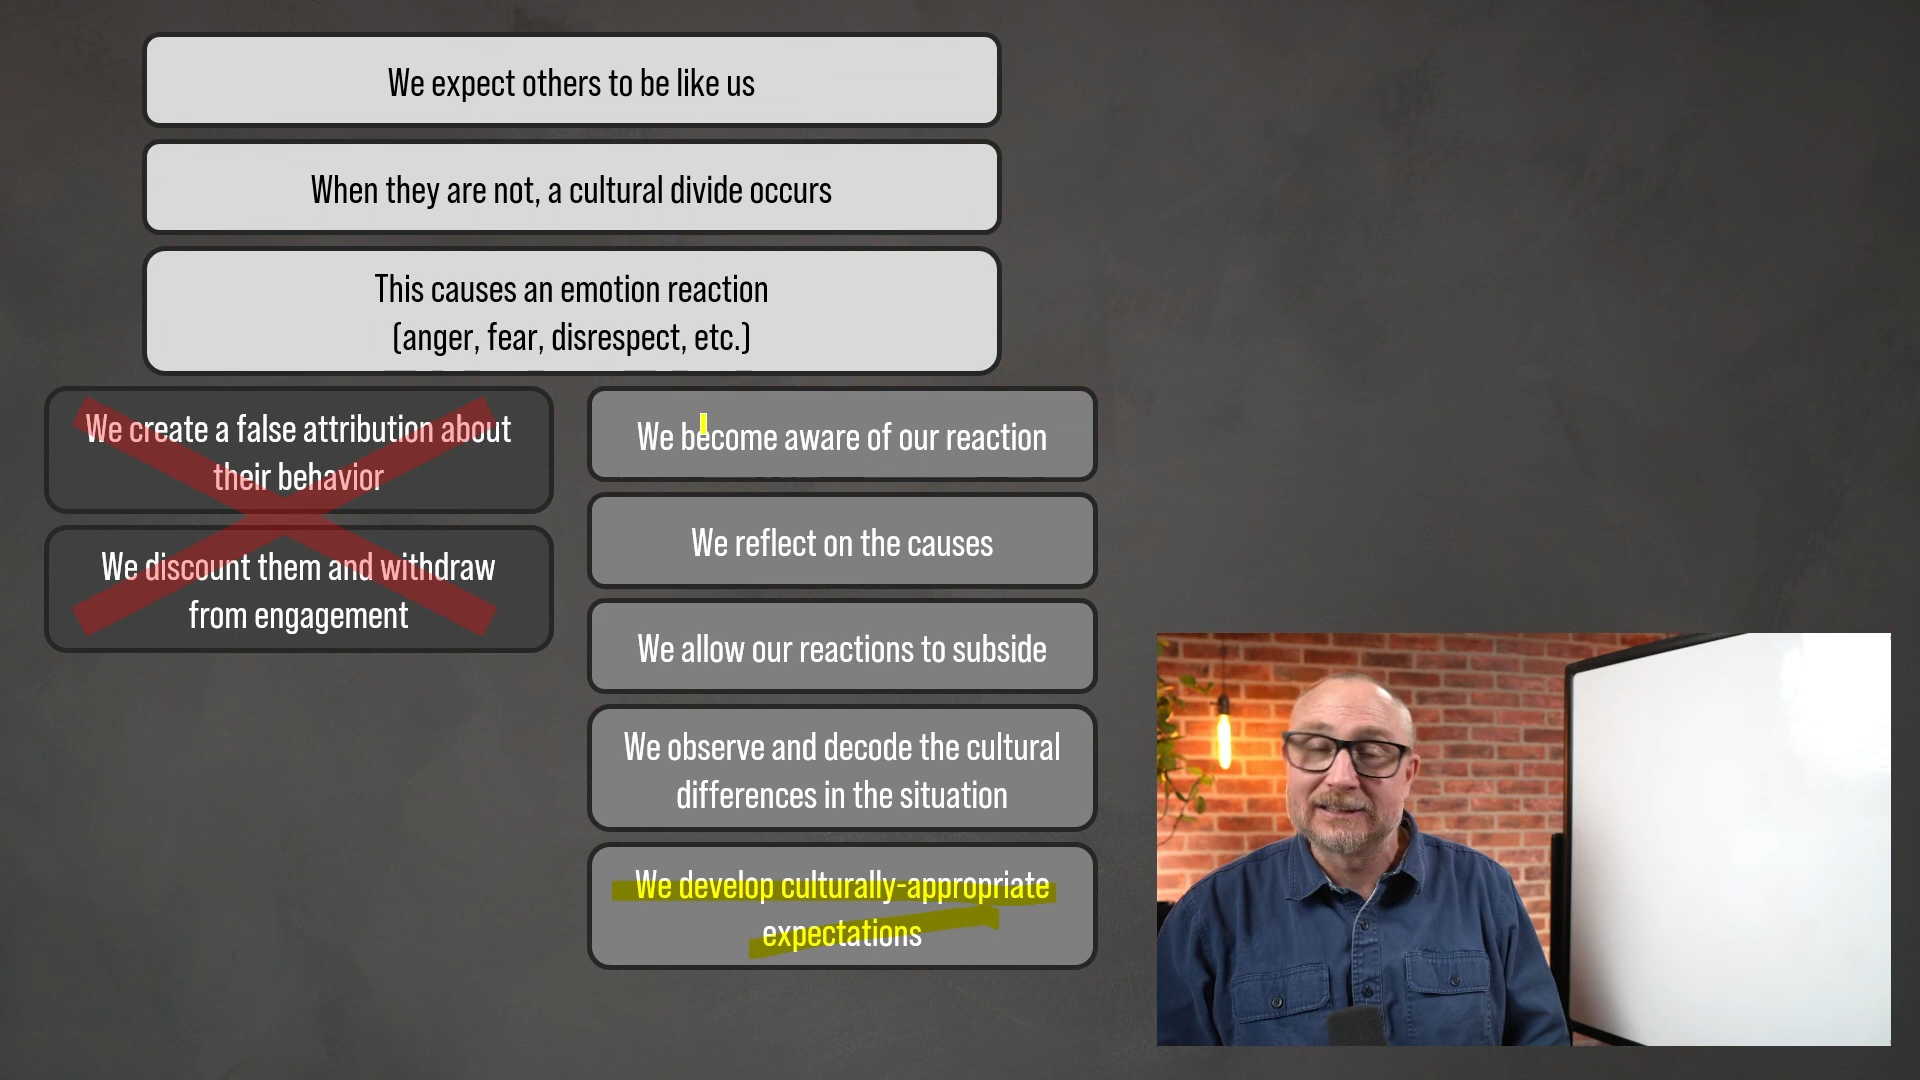 We expect others to be like us
When they are not, a cultural divide occurs
This causes an emotion reaction
(anger, fear, disrespect, etc.)
We create a false attribution about
their behavior
We discount them and withdraw
from engagement
We become aware of our reaction
We reflect on the causes
We allow our reactions to subside
We observe and decode the cultural
differences in the situation
We develop culturally-appropriate
expectations